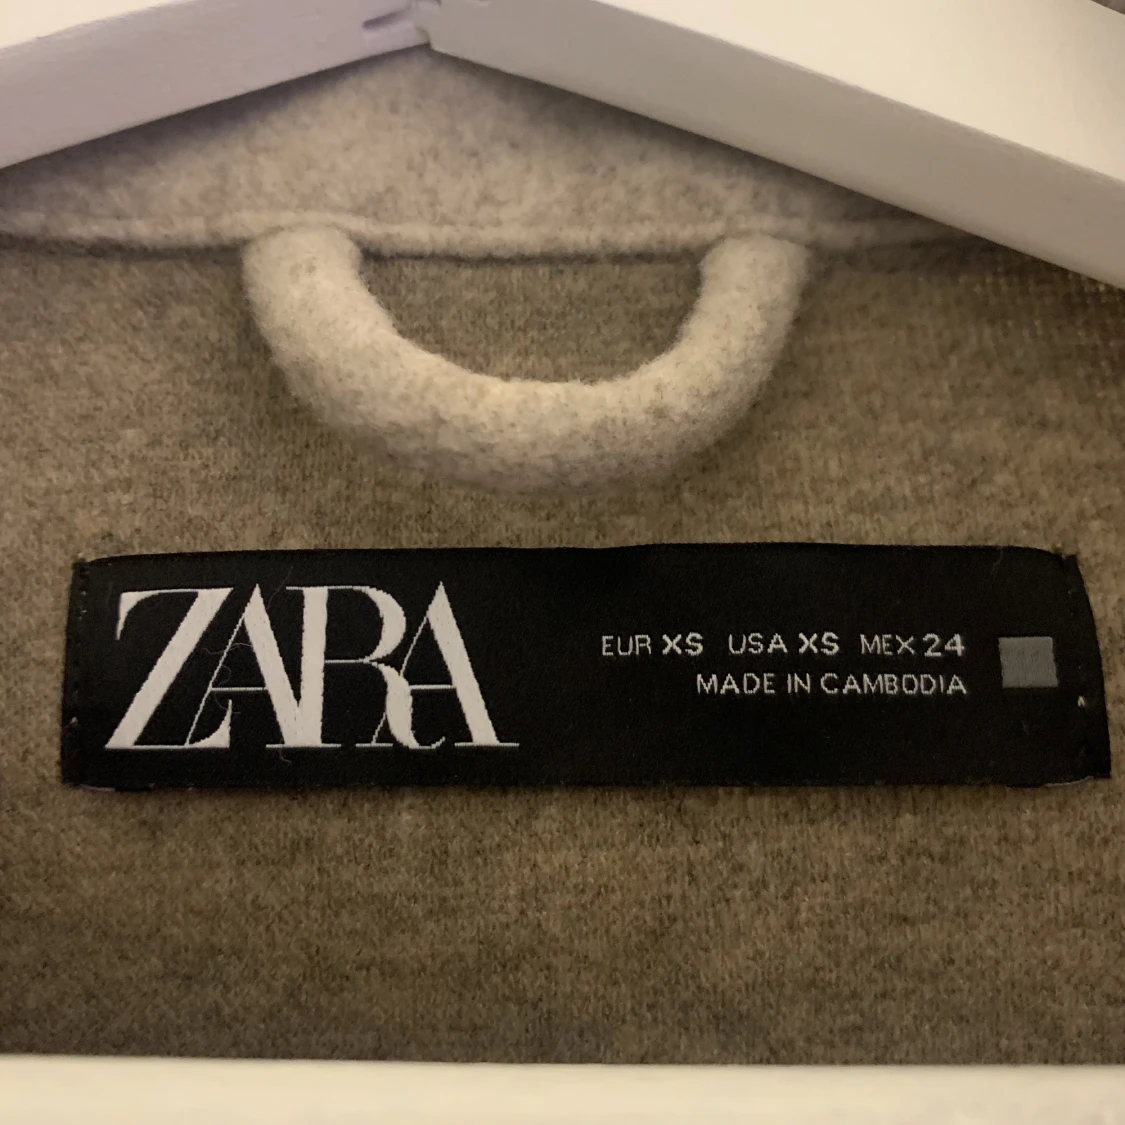 ZARA
EUR XS USA XS MEX 24
MADE IN CAMBODIA